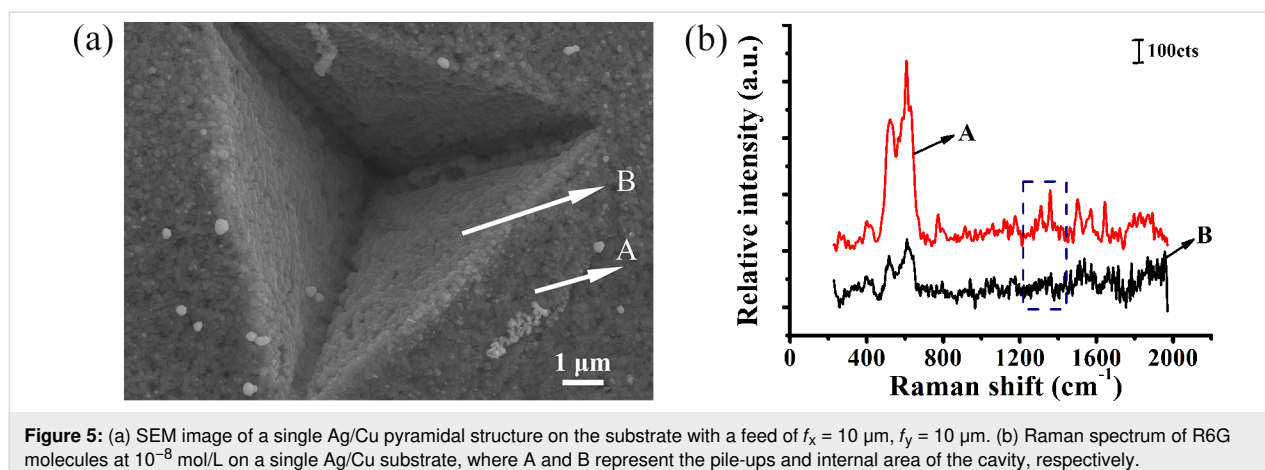 (a)
B
A
1 μm
(b)
100cts
Relative intensity (a.u.)
A
B
0 400 800 1200 1600 2000
Raman shift (cm⁻¹)
Figure 5: (a) SEM image of a single Ag/Cu pyramidal structure on the substrate with a feed of fx = 10 μm, fy = 10 μm. (b) Raman spectrum of R6G
molecules at 10⁻⁸ mol/L on a single Ag/Cu substrate, where A and B represent the pile-ups and internal area of the cavity, respectively.